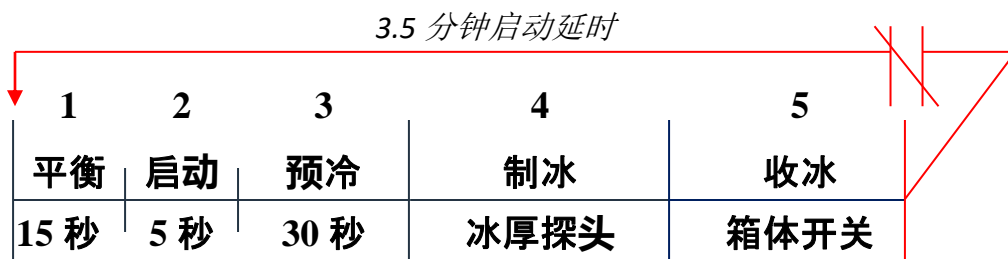 3.5 分钟启动延时
1 2 3 4 5
平衡 启动 预冷 制冰 收冰
15 秒 5 秒 30 秒 冰厚探头 箱体开关